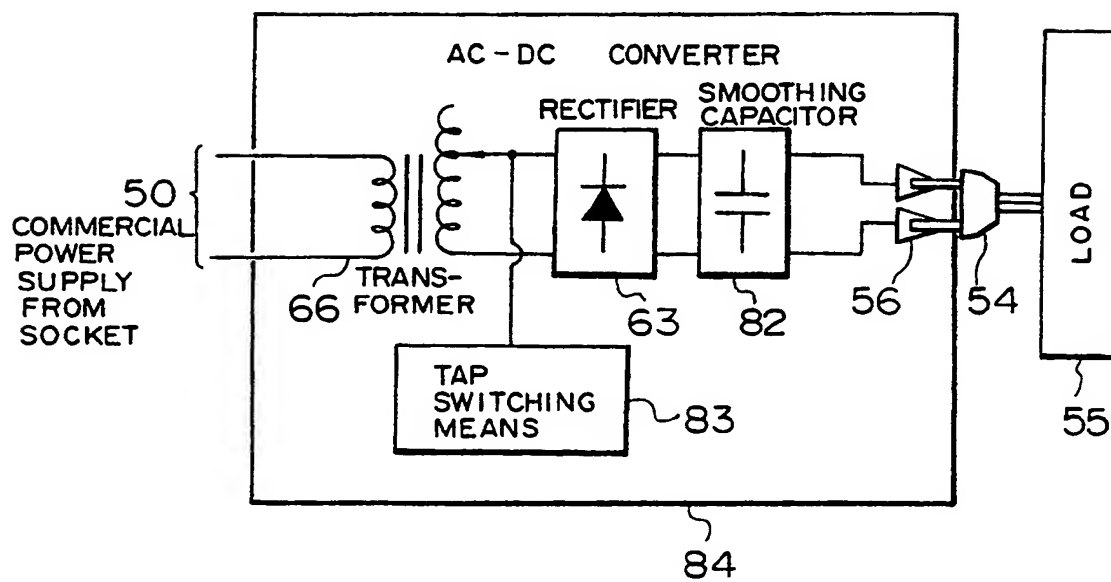 AC-DC CONVERTER
RECTIFIER
SMOOTHING
CAPACITOR
50
COMMERCIAL
POWER
SUPPLY
FROM
SOCKET
66
TRANS-
FORMER
63
82
56
54
LOAD
55
TAP
SWITCHING
MEANS
83
84